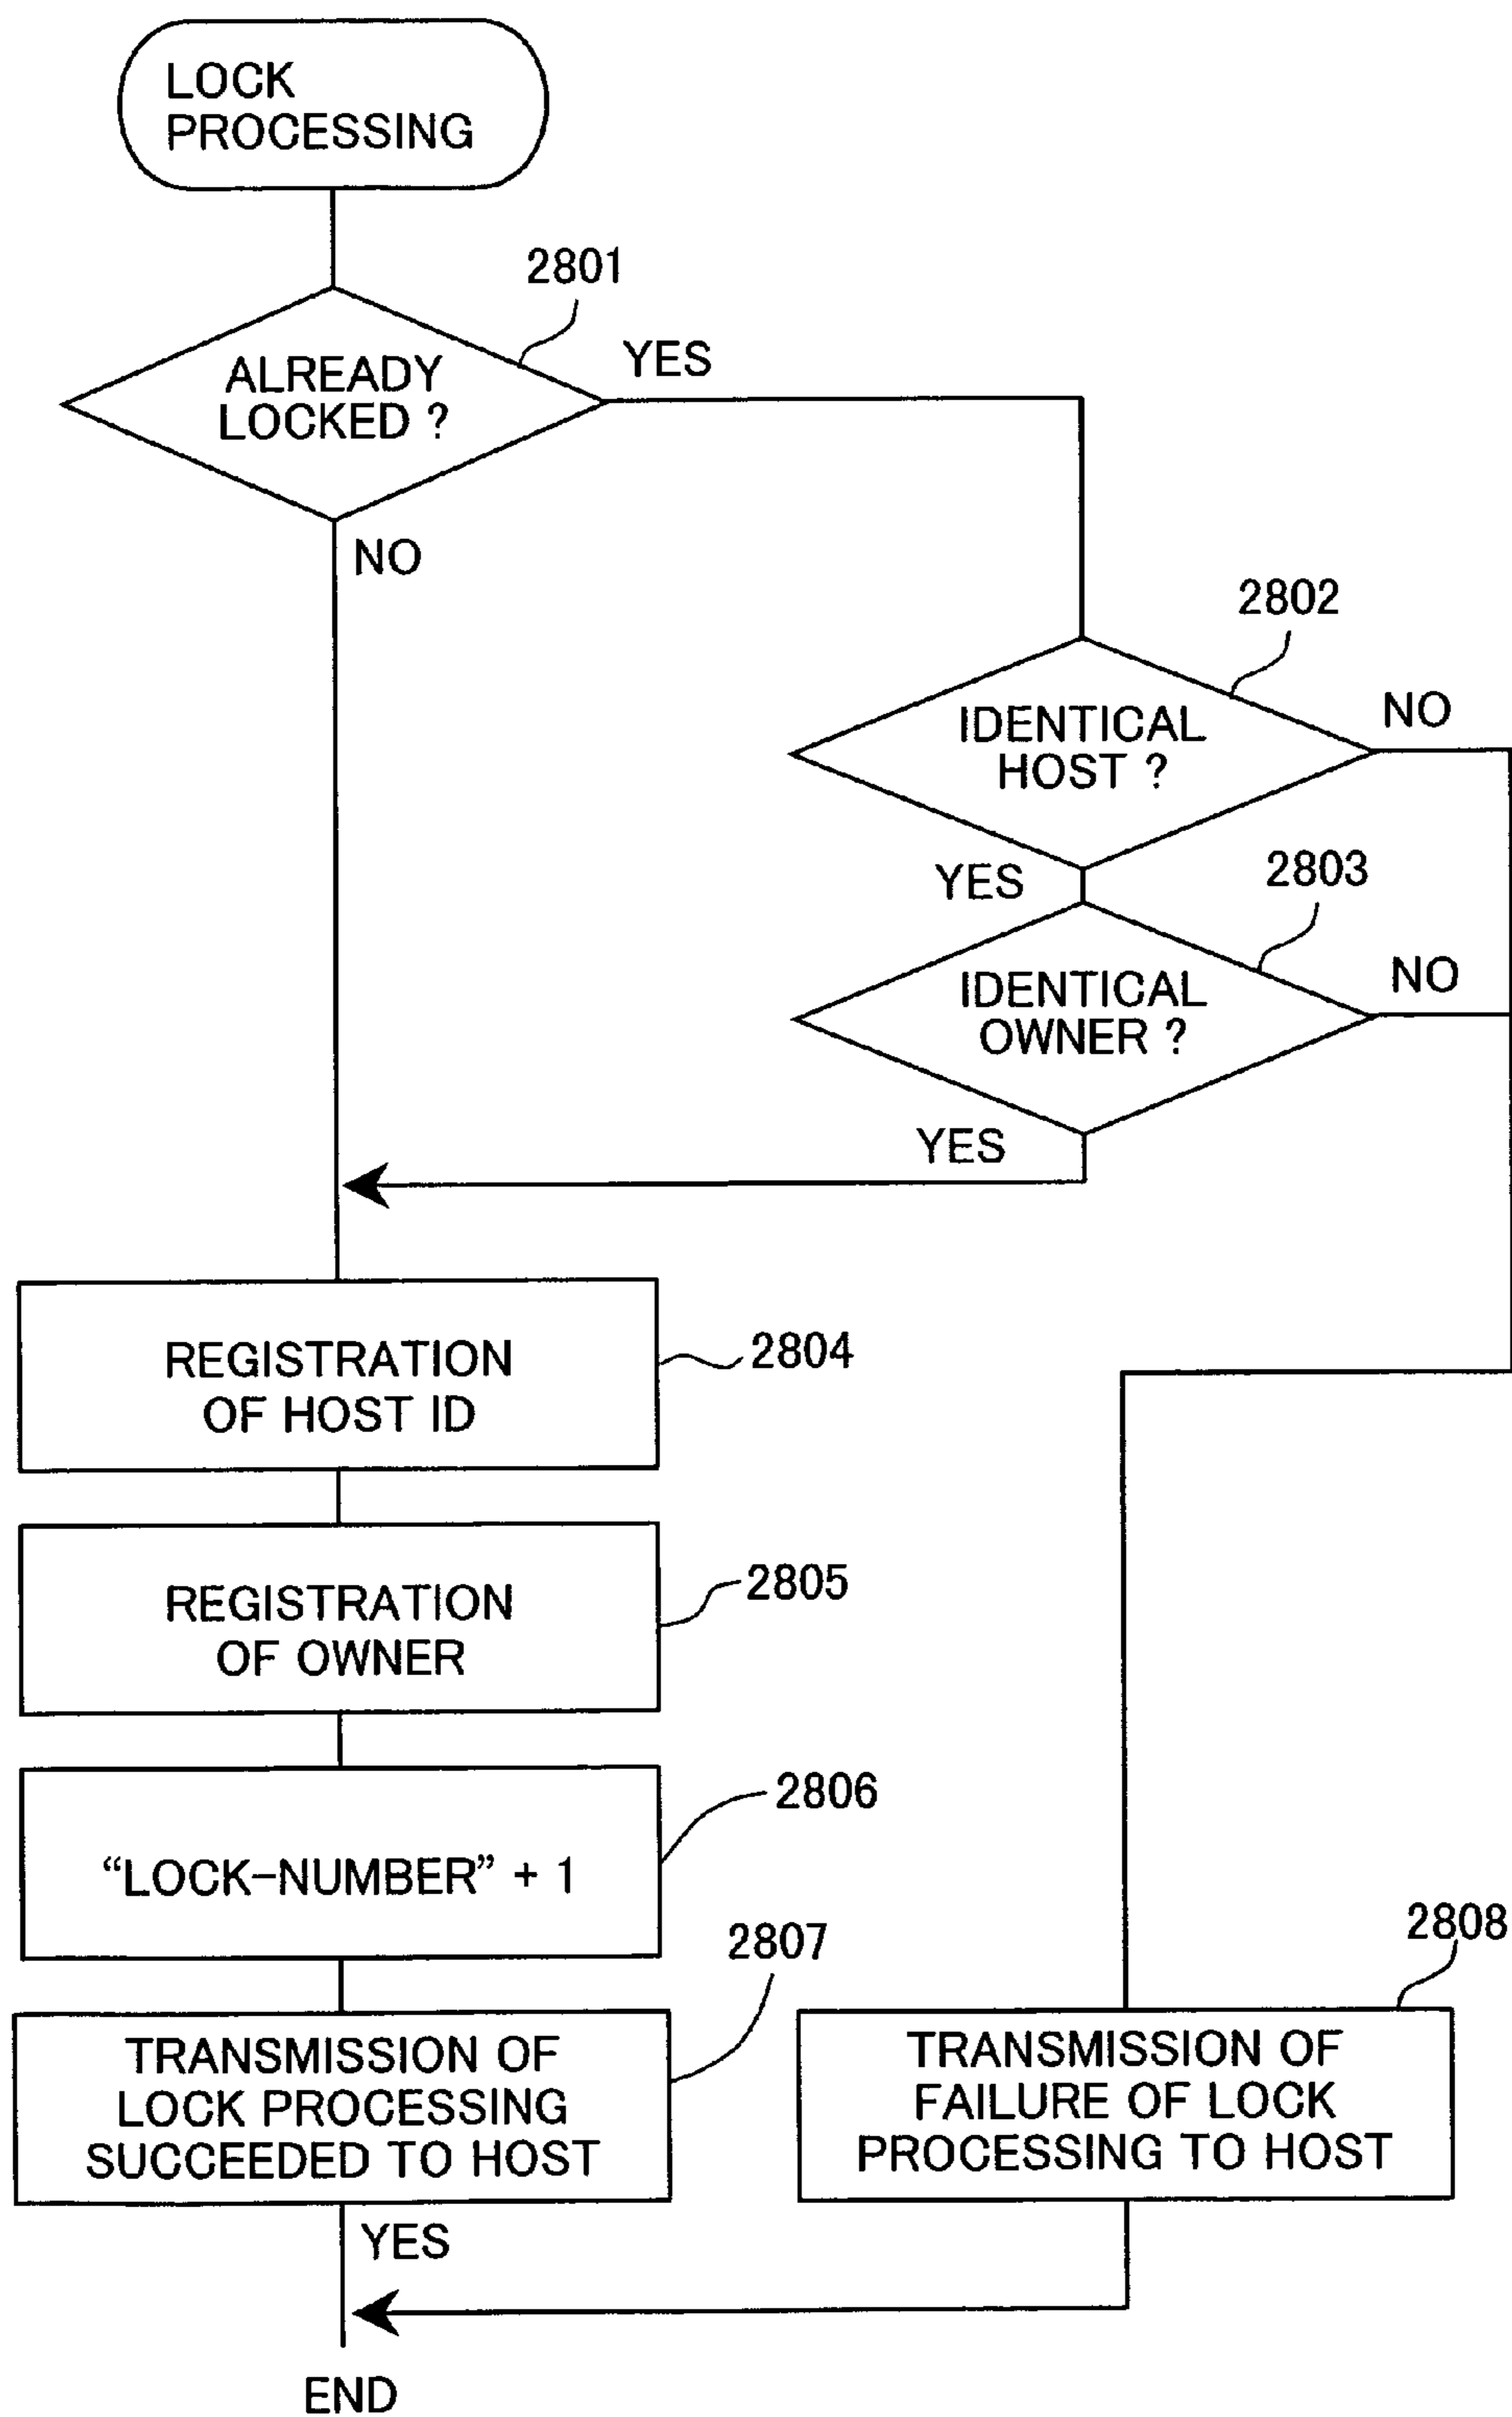 LOCK
PROCESSING
2801
YES
ALREADY
LOCKED ?
NO
2802
NO
IDENTICAL
HOST ?
YES
2803
NO
IDENTICAL
OWNER ?
YES
REGISTRATION
OF HOST ID
2804
REGISTRATION
OF OWNER
2805
"LOCK-NUMBER" + 1
2806
2807
TRANSMISSION OF
LOCK PROCESSING
SUCCEEDED TO HOST
2808
TRANSMISSION OF
FAILURE OF LOCK
PROCESSING TO HOST
YES
END